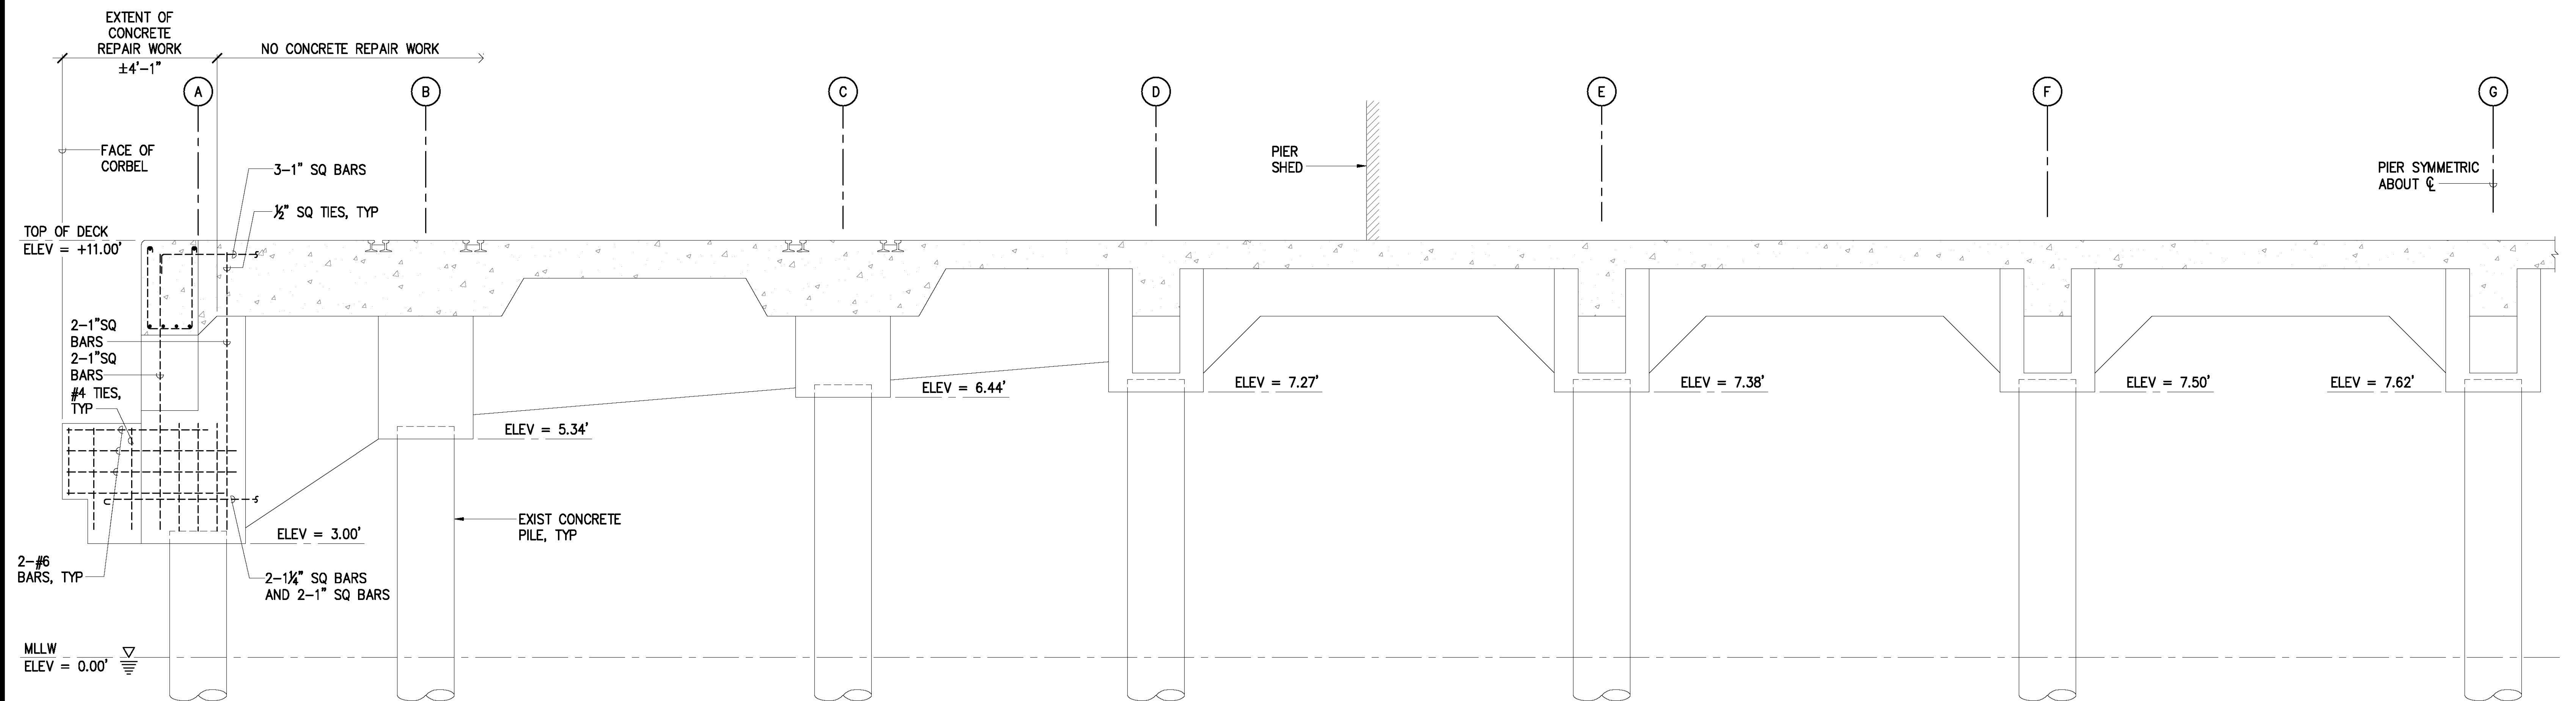 EXTENT OF
CONCRETE
REPAIR WORK
±4'-1"
NO CONCRETE REPAIR WORK
A
B
C
D
E
F
G
FACE OF
CORBEL
3-1" SQ BARS
½" SQ TIES, TYP
PIER
SHED
PIER SYMMETRIC
ABOUT ℄
TOP OF DECK
ELEV = +11.00'
2-1"SQ
BARS
2-1"SQ
BARS
#4 TIES,
TYP
ELEV = 5.34'
ELEV = 6.44'
ELEV = 7.27'
ELEV = 7.38'
ELEV = 7.50'
ELEV = 7.62'
ELEV = 3.00'
EXIST CONCRETE
PILE, TYP
2-#6
BARS, TYP
2-1¼" SQ BARS
AND 2-1" SQ BARS
MLLW
ELEV = 0.00'